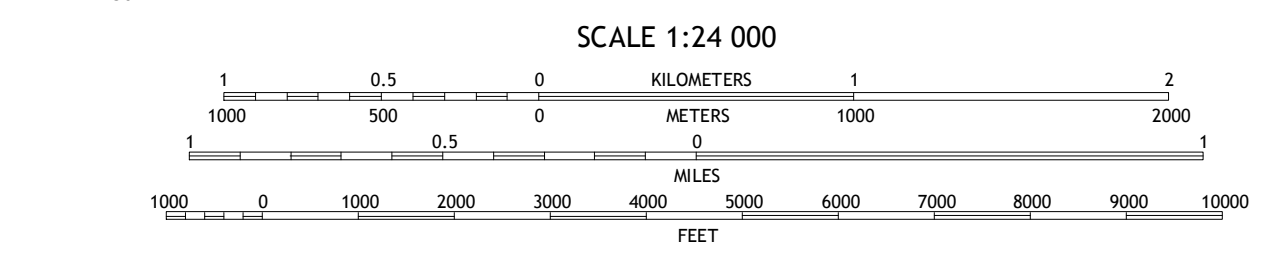 SCALE 1:24 000
1 0.5 0 KILOMETERS 1 2
1000 500 0 METERS 1000 2000
1 0.5 0 1
MILES
1000 0 1000 2000 3000 4000 5000 6000 7000 8000 9000 10000
FEET